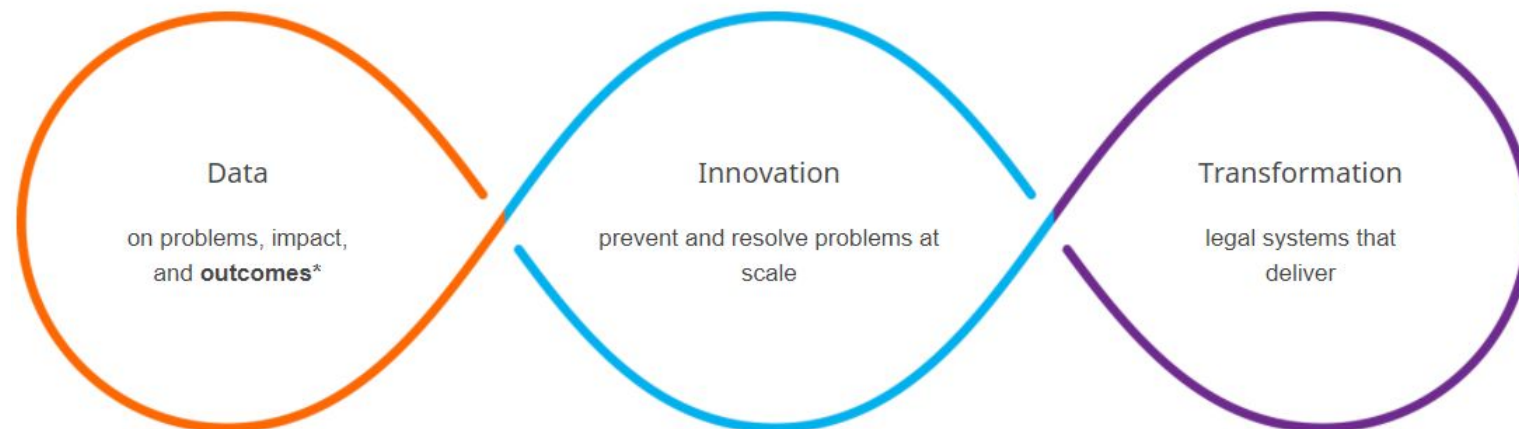 Data
on problems, impact,
and outcomes*
Innovation
prevent and resolve problems at
scale
Transformation
legal systems that
deliver